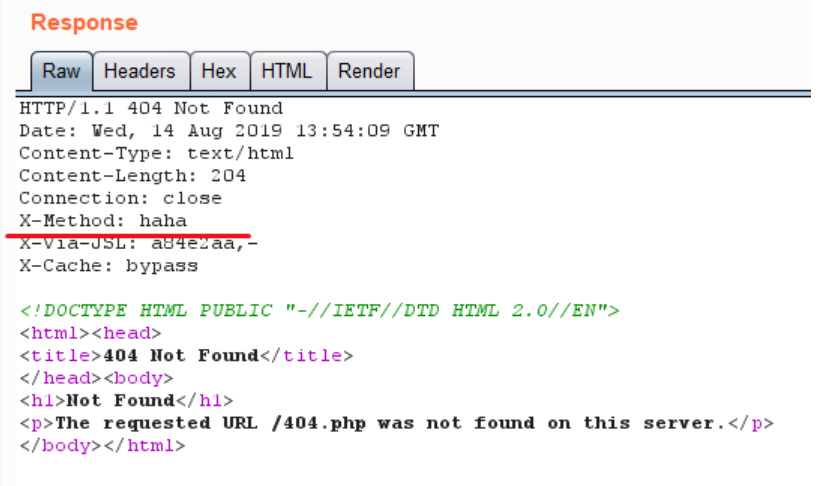 Response
Raw Headers Hex HTML Render
HTTP/1.1 404 Not Found
Date: Wed, 14 Aug 2019 13:54:09 GMT
Content-Type: text/html
Content-Length: 204
Connection: close
X-Method: haha
X-Via-JSL: a84e2aa,-
X-Cache: bypass
<!DOCTYPE HTML PUBLIC "-//IETF//DTD HTML 2.0//EN">
<html><head>
<title>404 Not Found</title>
</head><body>
<h1>Not Found</h1>
<p>The requested URL /404.php was not found on this server.</p>
</body></html>